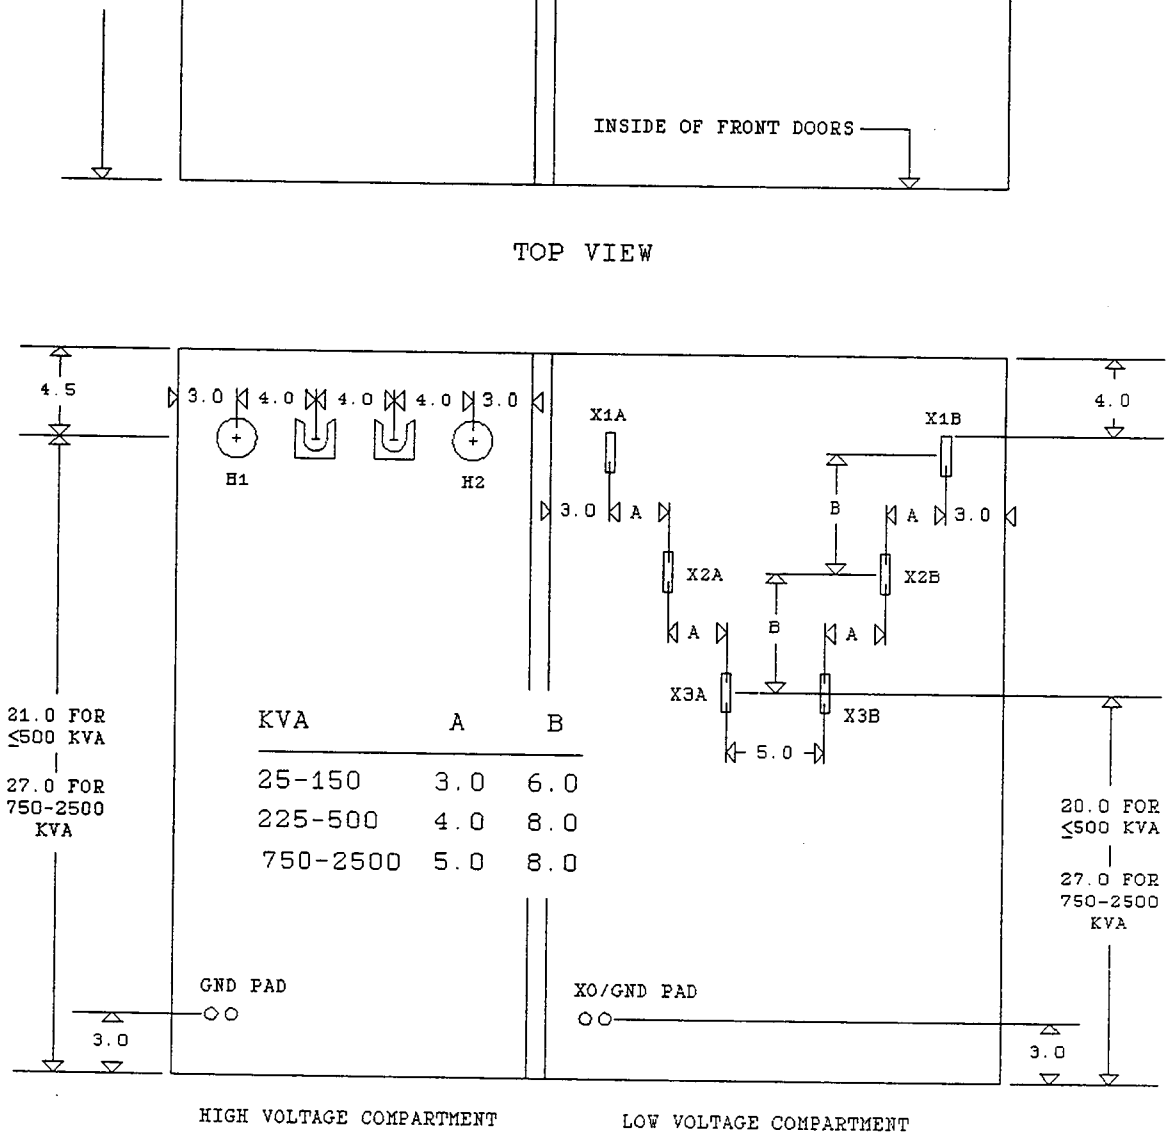 INSIDE OF FRONT DOORS
TOP VIEW
4.5
3.0 4.0 4.0 4.0 3.0
4.0
X1A
X1B
H1
H2
3.0 A
B
A 3.0
X2A
X2B
A
B
A
X3A
X3B
5.0
21.0 FOR
≤500 KVA
27.0 FOR
750-2500
KVA
KVA A B
25-150 3.0 6.0
225-500 4.0 8.0
750-2500 5.0 8.0
20.0 FOR
≤500 KVA
27.0 FOR
750-2500
KVA
GND PAD
X0/GND PAD
3.0
3.0
HIGH VOLTAGE COMPARTMENT
LOW VOLTAGE COMPARTMENT